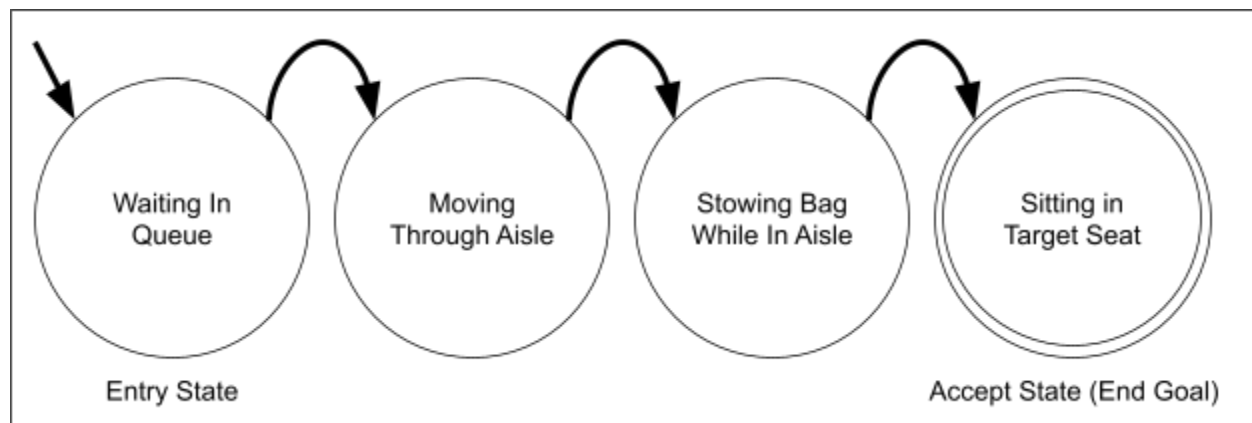 Waiting In
Queue
Moving
Through Aisle
Stowing Bag
While In Aisle
Sitting in
Target Seat
Entry State
Accept State (End Goal)